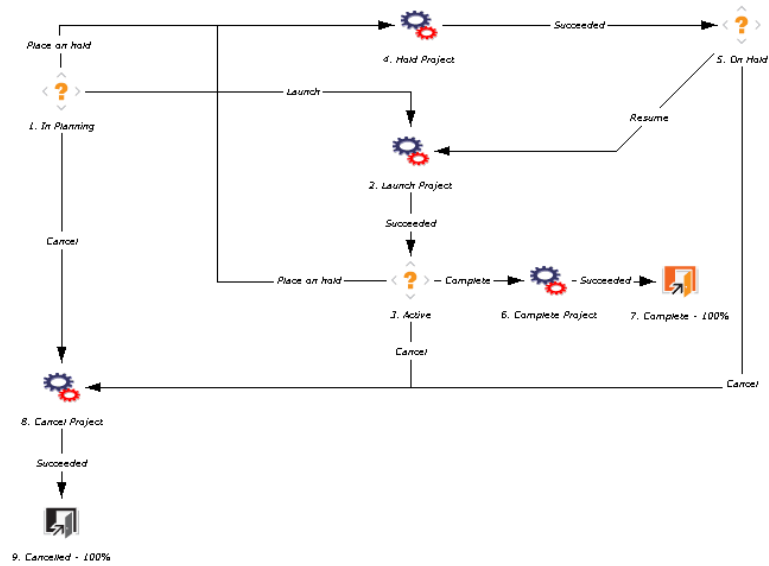 Succeeded
Place on hold
4. Hold Project
5. On Hold
Launch
1. In Planning
Resume
2. Launch Project
Succeeded
Cancel
Place on hold
Complete
Succeeded
3. Active
6. Complete Project
7. Complete - 100%
Cancel
Cancel
8. Cancel Project
Succeeded
9. Cancelled - 100%